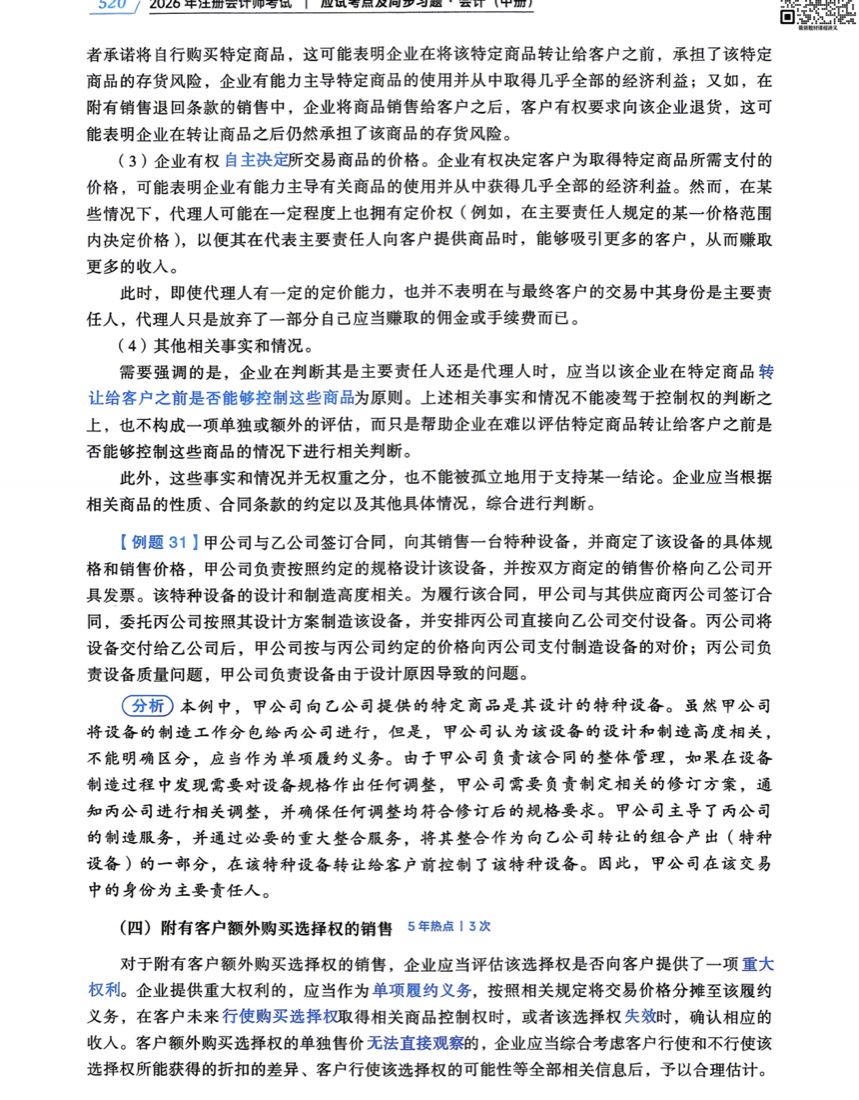 520 2026年注册会计师考试 | 应试考点及同步习题·会计（中册）
者承诺将自行购买特定商品，这可能表明企业在将该特定商品转让给客户之前，承担了该特定
商品的存货风险，企业有能力主导特定商品的使用并从中取得几乎全部的经济利益；又如，在
附有销售退回条款的销售中，企业将商品销售给客户之后，客户有权要求向该企业退货，这可
能表明企业在转让商品之后仍然承担了该商品的存货风险。
（3）企业有权自主决定所交易商品的价格。企业有权决定客户为取得特定商品所需支付的
价格，可能表明企业有能力主导有关商品的使用并从中获得几乎全部的经济利益。然而，在某
些情况下，代理人可能在一定程度上也拥有定价权（例如，在主要责任人规定的某一价格范围
内决定价格），以便其在代表主要责任人向客户提供商品时，能够吸引更多的客户，从而赚取
更多的收入。
此时，即使代理人有一定的定价能力，也并不表明在与最终客户的交易中其身份是主要责
任人，代理人只是放弃了一部分自己应当赚取的佣金或手续费而已。
（4）其他相关事实和情况。
需要强调的是，企业在判断其是主要责任人还是代理人时，应当以该企业在特定商品转
让给客户之前是否能够控制这些商品为原则。上述相关事实和情况不能凌驾于控制权的判断之
上，也不构成一项单独或额外的评估，而只是帮助企业在难以评估特定商品转让给客户之前是
否能够控制这些商品的情况下进行相关判断。
此外，这些事实和情况并无权重之分，也不能被孤立地用于支持某一结论。企业应当根据
相关商品的性质、合同条款的约定以及其他具体情况，综合进行判断。
【例题 31】甲公司与乙公司签订合同，向其销售一台特种设备，并商定了该设备的具体规
格和销售价格，甲公司负责按照约定的规格设计该设备，并按双方商定的销售价格向乙公司开
具发票。该特种设备的设计和制造高度相关。为履行该合同，甲公司与其供应商丙公司签订合
同，委托丙公司按照其设计方案制造该设备，并安排丙公司直接向乙公司交付设备。丙公司将
设备交付给乙公司后，甲公司按与丙公司约定的价格向丙公司支付制造设备的对价；丙公司负
责设备质量问题，甲公司负责设备由于设计原因导致的问题。
分析 本例中，甲公司向乙公司提供的特定商品是其设计的特种设备。虽然甲公司
将设备的制造工作分包给丙公司进行，但是，甲公司认为该设备的设计和制造高度相关，
不能明确区分，应当作为单项履约义务。由于甲公司负责该合同的整体管理，如果在设备
制造过程中发现需要对设备规格作出任何调整，甲公司需要负责制定相关的修订方案，通
知丙公司进行相关调整，并确保任何调整均符合修订后的规格要求。甲公司主导了丙公司
的制造服务，并通过必要的重大整合服务，将其整合作为向乙公司转让的组合产出（特种
设备）的一部分，在该特种设备转让给客户前控制了该特种设备。因此，甲公司在该交易
中的身份为主要责任人。
（四）附有客户额外购买选择权的销售 5年热点 | 3次
对于附有客户额外购买选择权的销售，企业应当评估该选择权是否向客户提供了一项重大
权利。企业提供重大权利的，应当作为单项履约义务，按照相关规定将交易价格分摊至该履约
义务，在客户未来行使购买选择权取得相关商品控制权时，或者该选择权失效时，确认相应的
收入。客户额外购买选择权的单独售价无法直接观察的，企业应当综合考虑客户行使和不行使该
选择权所能获得的折扣的差异、客户行使该选择权的可能性等全部相关信息后，予以合理估计。